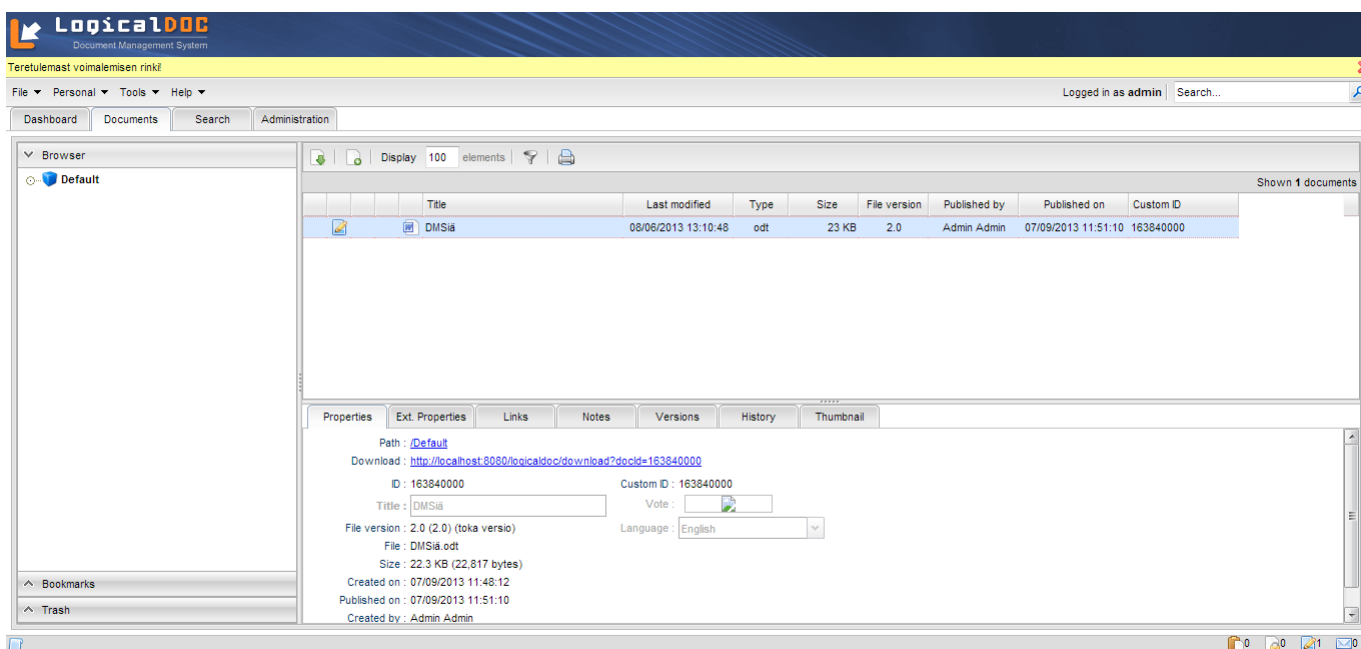 LogicalDOC
Document Management System
Teretulemast voimalemisen rinki!
File Personal Tools Help Logged in as admin Search...
Dashboard Documents Search Administration
Browser
Default
Display 100 elements
Shown 1 documents
Title Last modified Type Size File version Published by Published on Custom ID
DMSiä 08/06/2013 13:10:48 odt 23 KB 2.0 Admin Admin 07/09/2013 11:51:10 163840000
Properties Ext. Properties Links Notes Versions History Thumbnail
Path : /Default
Download : http://localhost:8080/logicaldoc/download?docId=163840000
ID : 163840000 Custom ID : 163840000
Title : DMSiä Vote :
File version : 2.0 (2.0) (toka versio) Language : English
File : DMSiä.odt
Size : 22.3 KB (22,817 bytes)
Created on : 07/09/2013 11:48:12
Published on : 07/09/2013 11:51:10
Created by : Admin Admin
Bookmarks
Trash
0 0 1 0